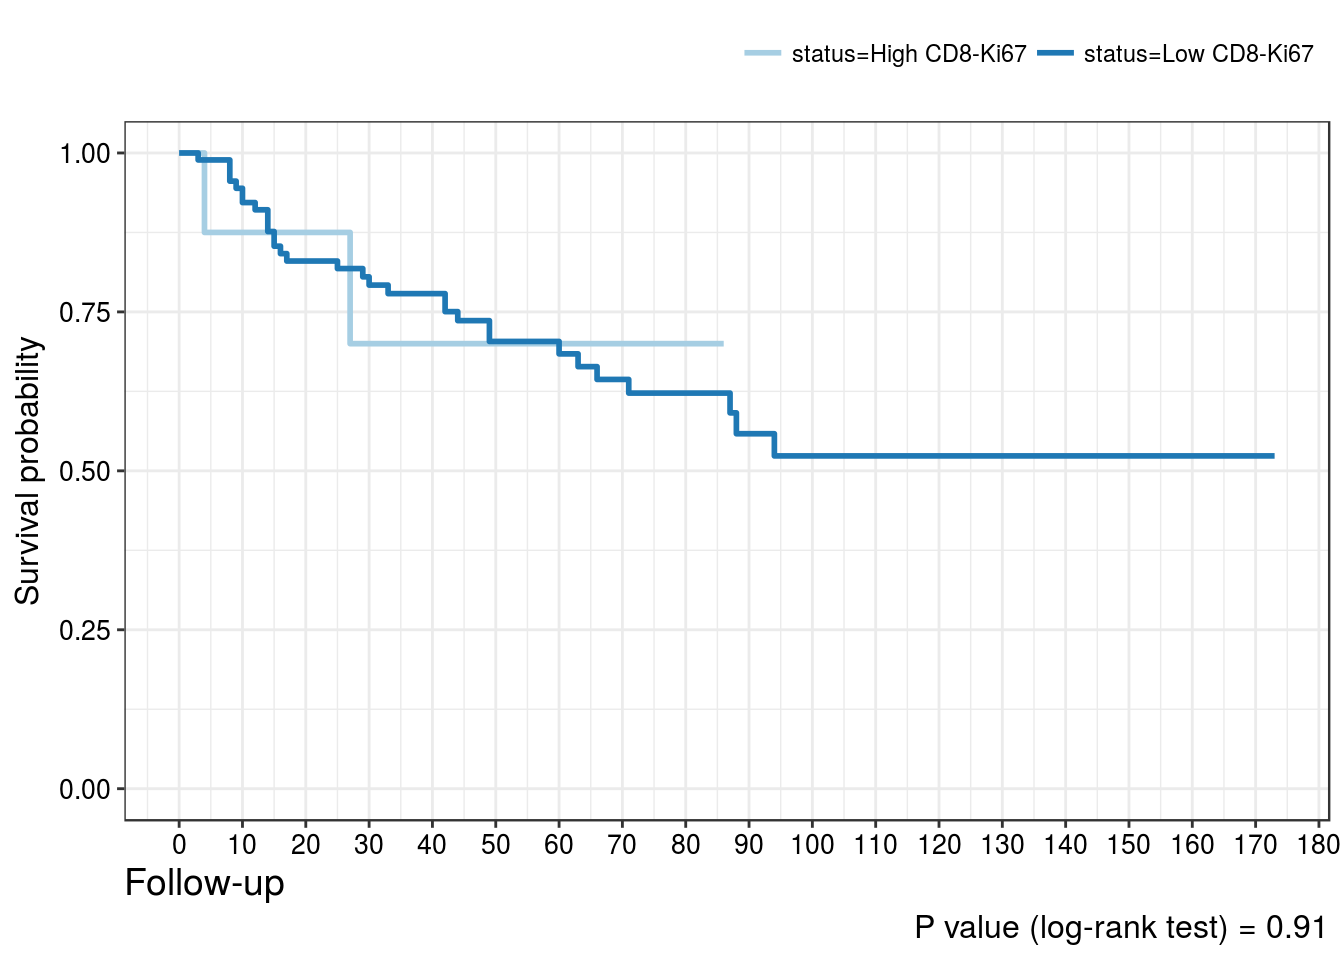 status=High CD8-Ki67 status=Low CD8-Ki67
1.00
0.75
0.50
0.25
0.00
Survival probability
0 10 20 30 40 50 60 70 80 90 100 110 120 130 140 150 160 170 180
Follow-up
P value (log-rank test) = 0.91